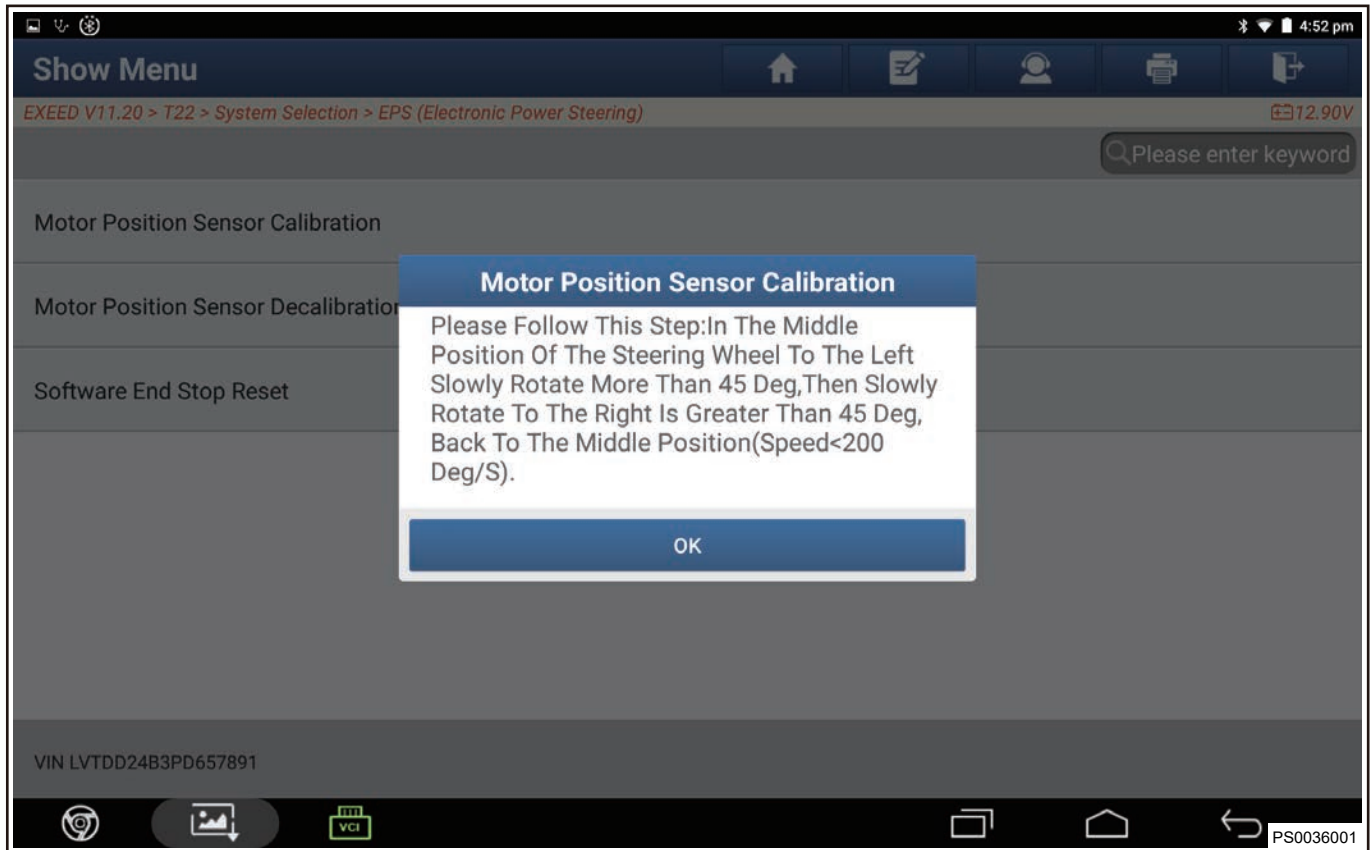 4:52 pm
Show Menu
EXEED V11.20 > T22 > System Selection > EPS (Electronic Power Steering)
12.90V
Please enter keyword
Motor Position Sensor Calibration
Motor Position Sensor Decalibration
Software End Stop Reset
Motor Position Sensor Calibration
Please Follow This Step:In The Middle
Position Of The Steering Wheel To The Left
Slowly Rotate More Than 45 Deg,Then Slowly
Rotate To The Right Is Greater Than 45 Deg,
Back To The Middle Position(Speed<200
Deg/S).
OK
VIN LVTDD24B3PD657891
VCI
PS0036001